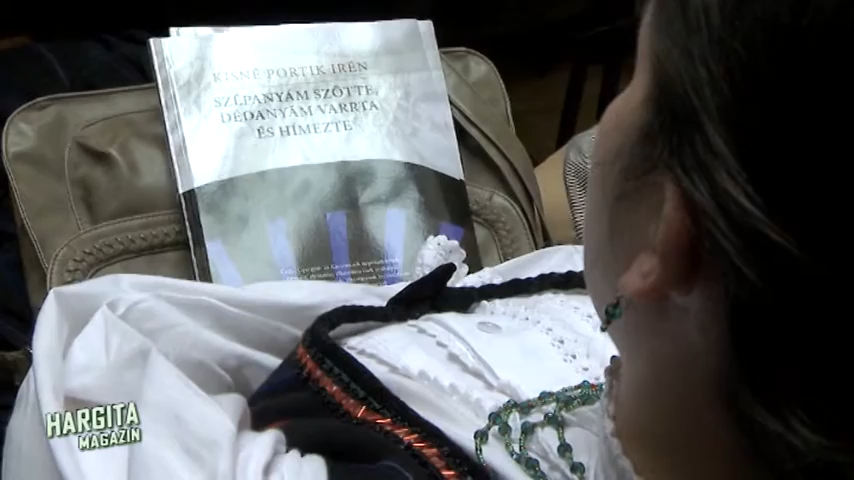 KISNÉ PORTIK IRÉN
SZÉPANYÁM SZŐTTE,
DÉDANYÁM VARRTA
ÉS HÍMEZTE
HARGITA
MAGAZIN